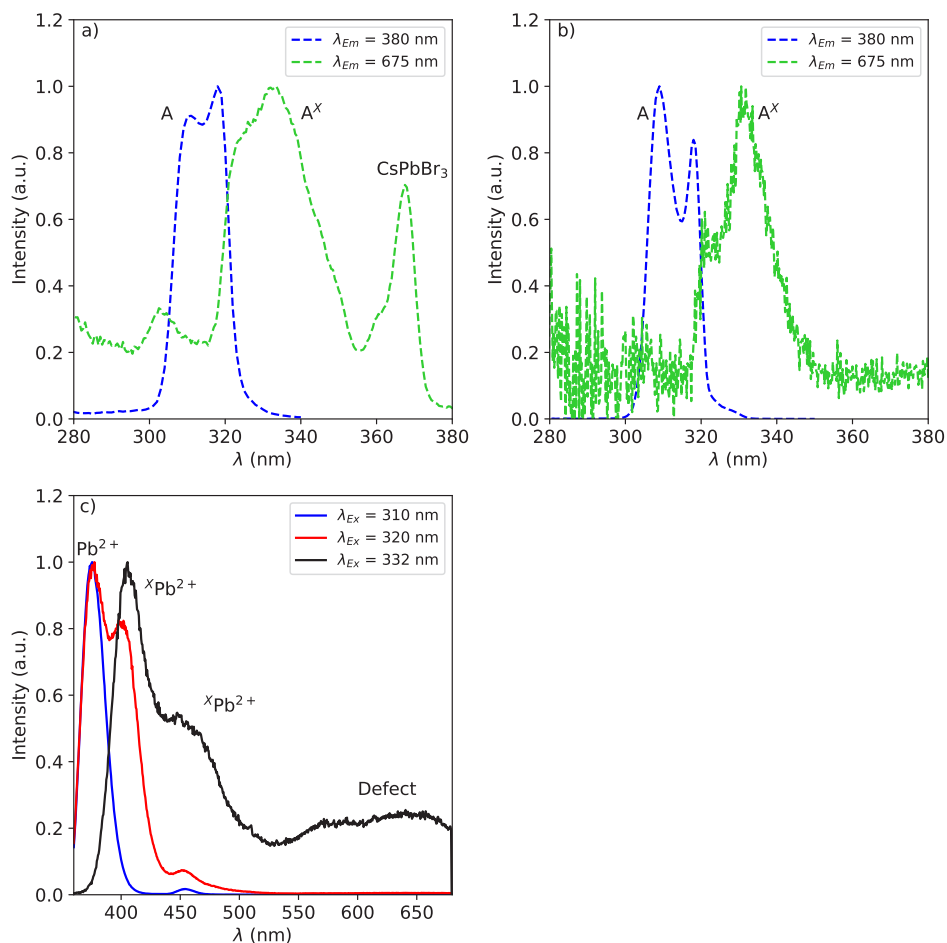 a)
λEm = 380 nm
λEm = 675 nm
A
Aˣ
CsPbBr₃
Intensity (a.u.)
1.2
1.0
0.8
0.6
0.4
0.2
0.0
280
300
320
340
360
380
λ (nm)
b)
λEm = 380 nm
λEm = 675 nm
A
Aˣ
Intensity (a.u.)
1.2
1.0
0.8
0.6
0.4
0.2
0.0
280
300
320
340
360
380
λ (nm)
c)
λEx = 310 nm
λEx = 320 nm
λEx = 332 nm
Pb²⁺
ˣPb²⁺
ˣPb²⁺
Defect
Intensity (a.u.)
1.2
1.0
0.8
0.6
0.4
0.2
0.0
400
450
500
550
600
650
λ (nm)